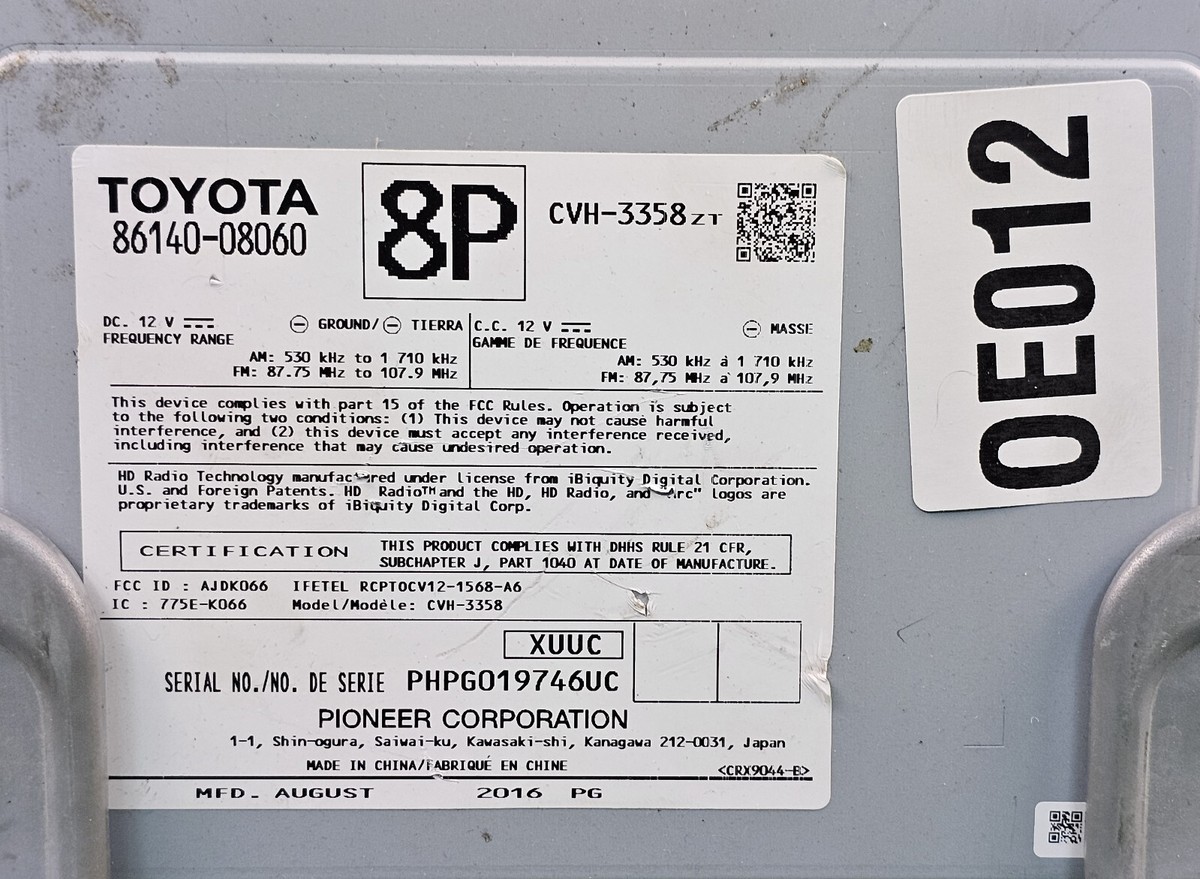 TOYOTA
86140-08060
8P
CVH-3358ZT
DC. 12 V
GROUND/ TIERRA
FREQUENCY RANGE
AM: 530 kHz to 1 710 kHz
FM: 87.75 MHz to 107.9 MHz
C.C. 12 V
MASSE
GAMME DE FREQUENCE
AM: 530 kHz à 1 710 kHz
FM: 87,75 MHz à 107,9 MHz
This device complies with part 15 of the FCC Rules. Operation is subject
to the following two conditions: (1) This device may not cause harmful
interference, and (2) this device must accept any interference received,
including interference that may cause undesired operation.
HD Radio Technology manufactured under license from iBiquity Digital Corporation.
U.S. and Foreign Patents. HD Radio™ and the HD, HD Radio, and "Arc" logos are
proprietary trademarks of iBiquity Digital Corp.
CERTIFICATION
THIS PRODUCT COMPLIES WITH DHHS RULE 21 CFR,
SUBCHAPTER J, PART 1040 AT DATE OF MANUFACTURE.
FCC ID : AJDK066 IFETEL RCPTOCV12-1568-A6
IC : 775E-K066 Model/Modèle: CVH-3358
XUUC
SERIAL NO./NO. DE SERIE PHPG019746UC
PIONEER CORPORATION
1-1, Shin-ogura, Saiwai-ku, Kawasaki-shi, Kanagawa 212-0031, Japan
MADE IN CHINA/FABRIQUÉ EN CHINE
<CRX9044-B>
MFD. AUGUST 2016 PG
0E012